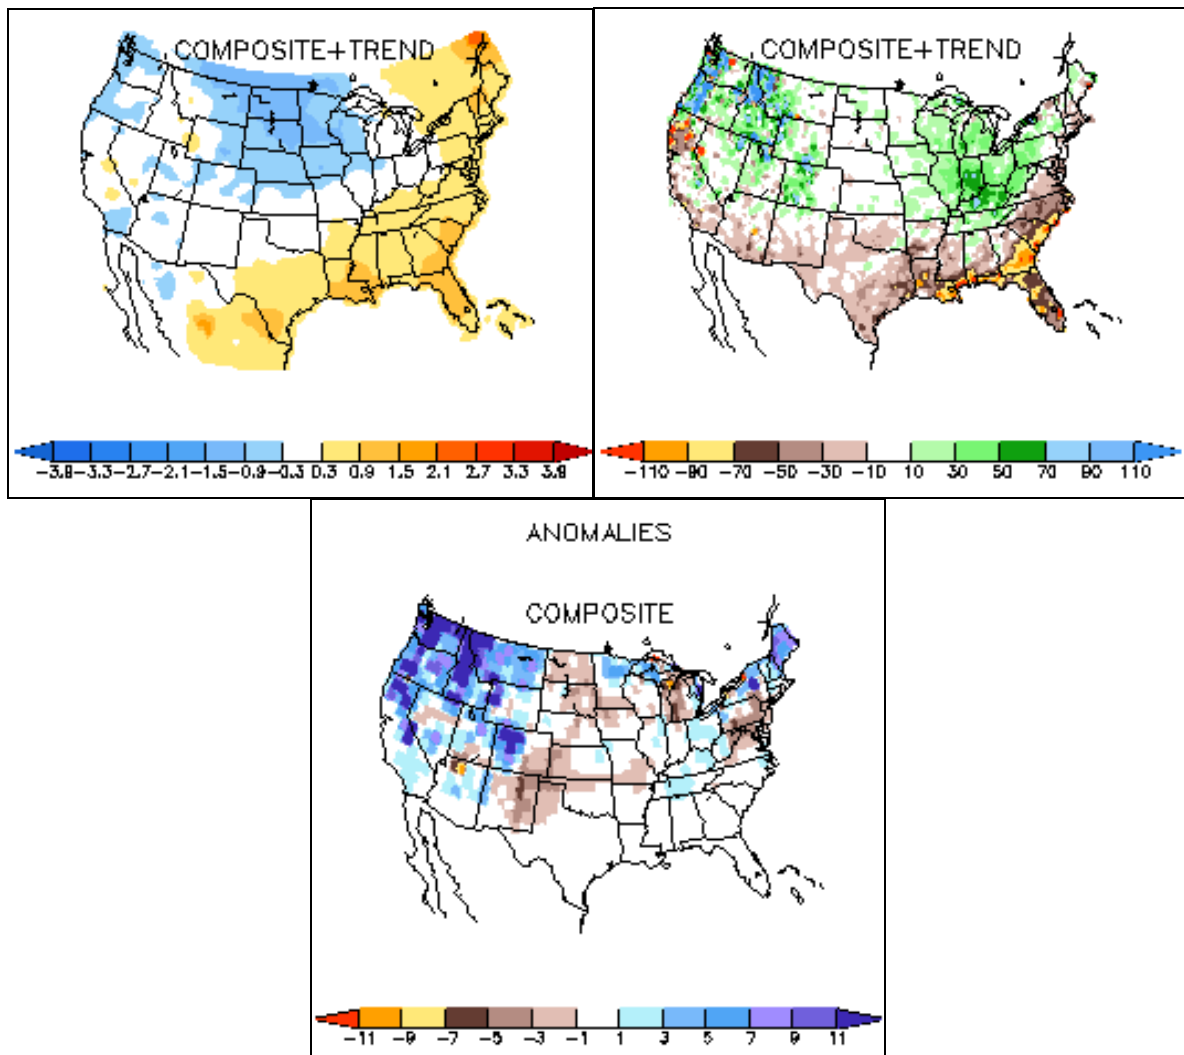 COMPOSITE+TREND
-3.8 -3.3 -2.7 -2.1 -1.5 -0.9 -0.3 0.3 0.9 1.5 2.1 2.7 3.3 3.8
COMPOSITE+TREND
-110 -90 -70 -50 -30 -10 10 30 50 70 90 110
ANOMALIES
COMPOSITE
-11 -9 -7 -5 -3 -1 1 3 5 7 9 11